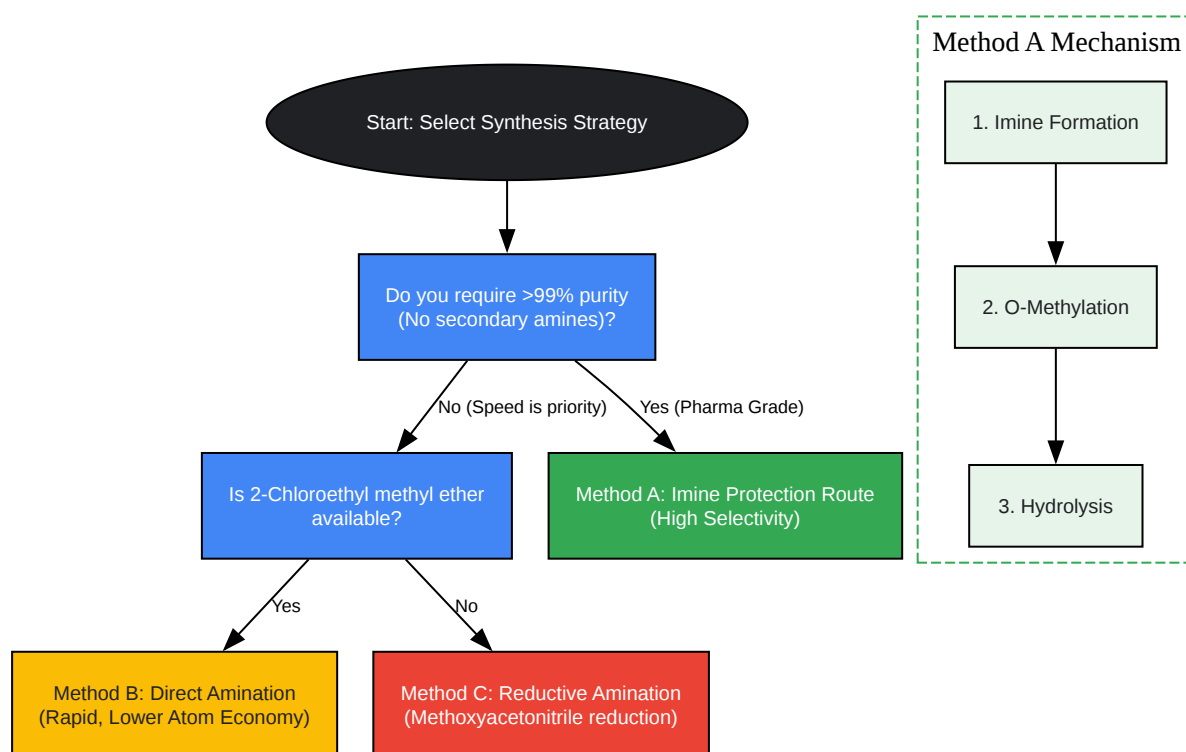 Start: Select Synthesis Strategy
Do you require >99% purity
(No secondary amines)?
No (Speed is priority)
Yes (Pharma Grade)
Is 2-Chloroethyl methyl ether
available?
Method A: Imine Protection Route
(High Selectivity)
Yes
No
Method B: Direct Amination
(Rapid, Lower Atom Economy)
Method C: Reductive Amination
(Methoxyacetonitrile reduction)
Method A Mechanism
1. Imine Formation
2. O-Methylation
3. Hydrolysis